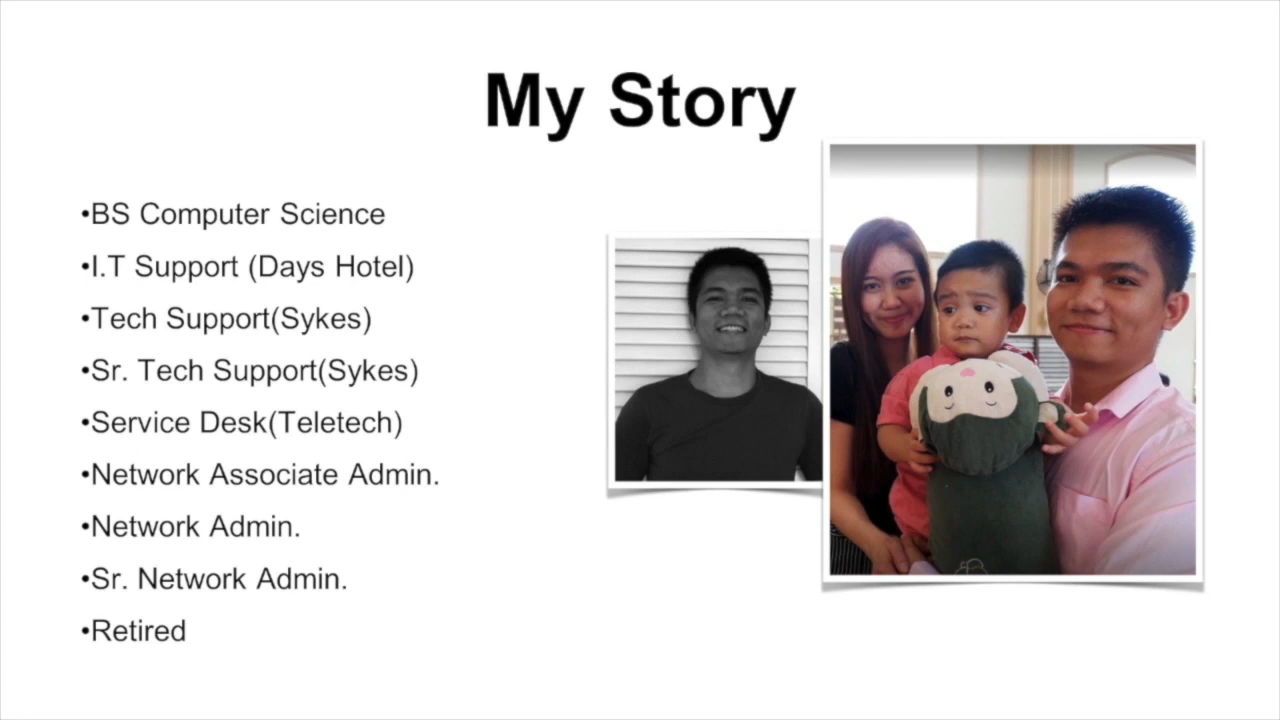 My Story
•BS Computer Science
•I.T Support (Days Hotel)
•Tech Support(Sykes)
•Sr. Tech Support(Sykes)
•Service Desk(Teletech)
•Network Associate Admin.
•Network Admin.
•Sr. Network Admin.
•Retired